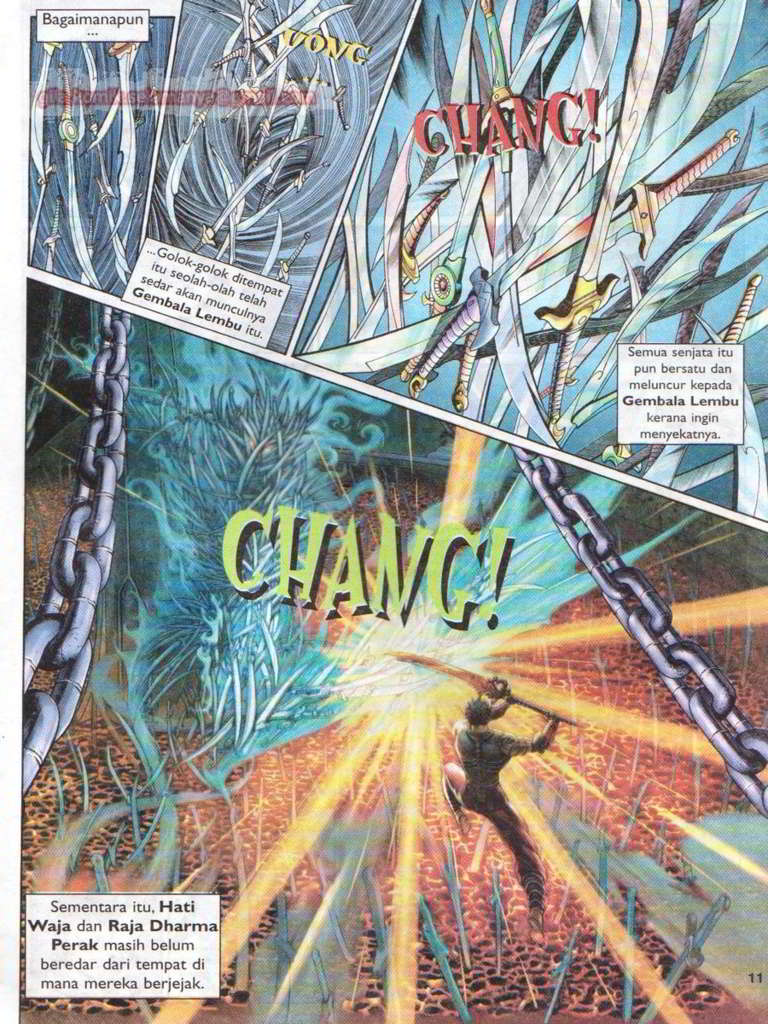 Bagaimanapun
...
UONG
....
CHANG!
...Golok-golok ditempat
itu seolah-olah telah
sedar akan munculnya
Gembala Lembu itu.
Semua senjata itu
pun bersatu dan
meluncur kepada
Gembala Lembu
kerana ingin
menyekatnya.
CHANG!
Sementara itu, Hati
Waja dan Raja Dharma
Perak masih belum
beredar dari tempat di
mana mereka berjejak.
11